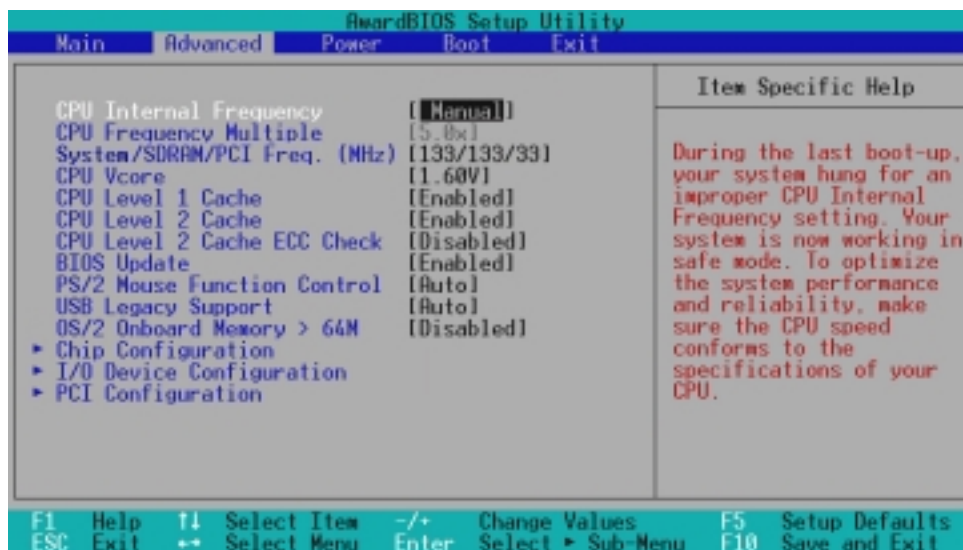 AwardBIOS Setup Utility
Main Advanced Power Boot Exit
Item Specific Help
CPU Internal Frequency [ Manual]
CPU Frequency Multiple [5.0x]
System/SDRAM/PCI Freq. (MHz) [133/133/33]
CPU Vcore [1.60V]
CPU Level 1 Cache [Enabled]
CPU Level 2 Cache [Enabled]
CPU Level 2 Cache ECC Check [Disabled]
BIOS Update [Enabled]
PS/2 Mouse Function Control [Auto]
USB Legacy Support [Auto]
OS/2 Onboard Memory > 64M [Disabled]
▶ Chip Configuration
▶ I/O Device Configuration
▶ PCI Configuration
During the last boot-up,
your system hung for an
improper CPU Internal
Frequency setting. Your
system is now working in
safe mode. To optimize
the system performance
and reliability, make
sure the CPU speed
conforms to the
specifications of your
CPU.
F1 Help ↑↓ Select Item -/+ Change Values F5 Setup Defaults
ESC Exit ←→ Select Menu Enter Select ▶ Sub-Menu F10 Save and Exit